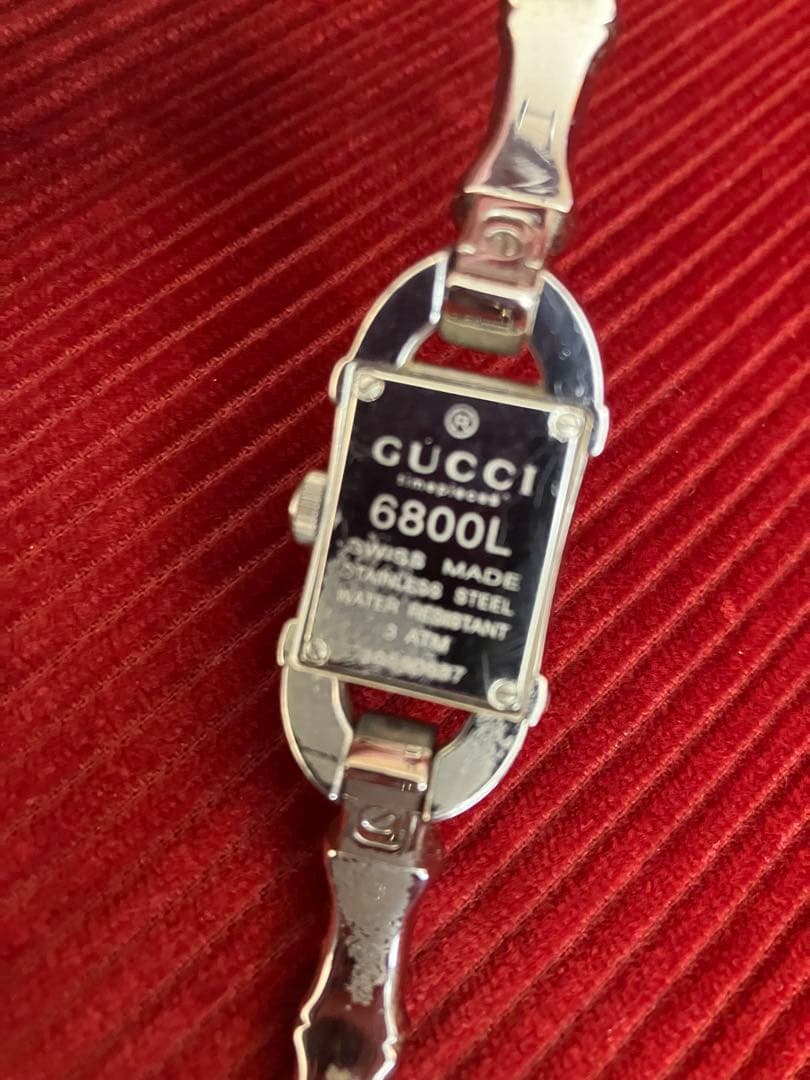 GUCCI
timepieces
6800L
SWISS MADE
STAINLESS STEEL
WATER RESISTANT
3 ATM